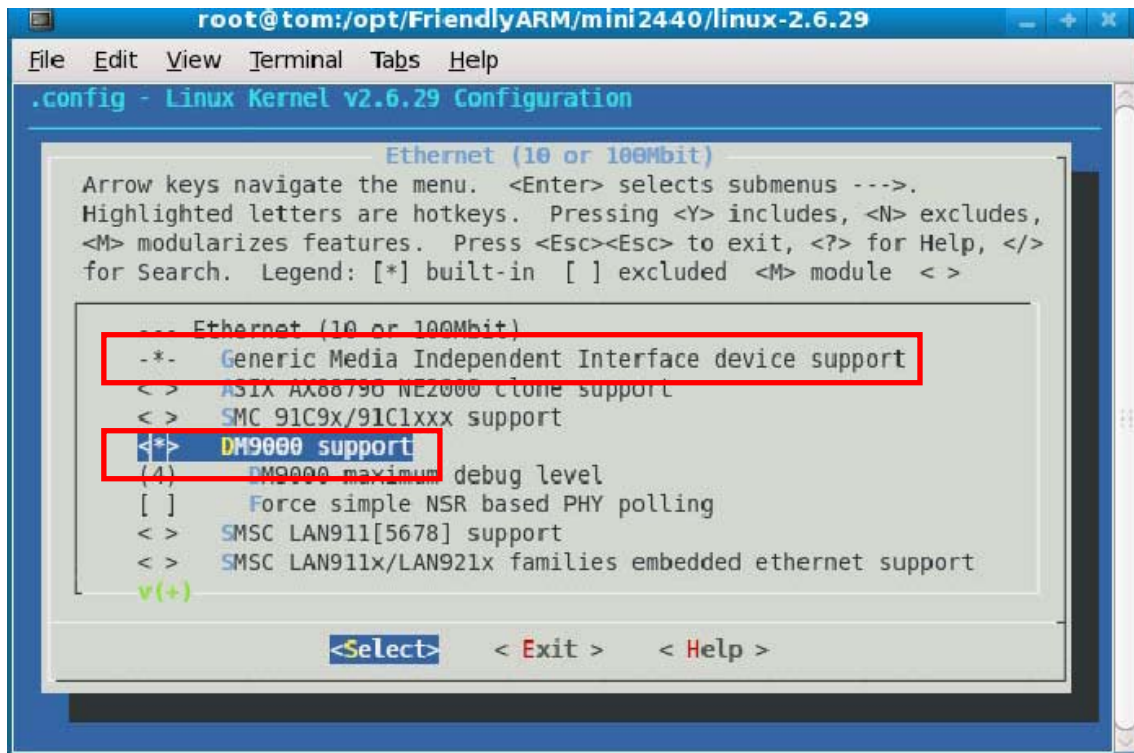 root@tom:/opt/FriendlyARM/mini2440/linux-2.6.29
File Edit View Terminal Tabs Help
.config - Linux Kernel v2.6.29 Configuration
Ethernet (10 or 100Mbit)
Arrow keys navigate the menu. <Enter> selects submenus --->.
Highlighted letters are hotkeys. Pressing <Y> includes, <N> excludes,
<M> modularizes features. Press <Esc><Esc> to exit, <?> for Help, </>
for Search. Legend: [*] built-in [ ] excluded <M> module < >
--- Ethernet (10 or 100Mbit)
-*- Generic Media Independent Interface device support
< > ASIX AX88796 NE2000 clone support
< > SMC 91C9x/91C1xxx support
<*> DM9000 support
(4) DM9000 maximum debug level
[ ] Force simple NSR based PHY polling
< > SMSC LAN911[5678] support
< > SMSC LAN911x/LAN921x families embedded ethernet support
v(+)
<Select> < Exit > < Help >